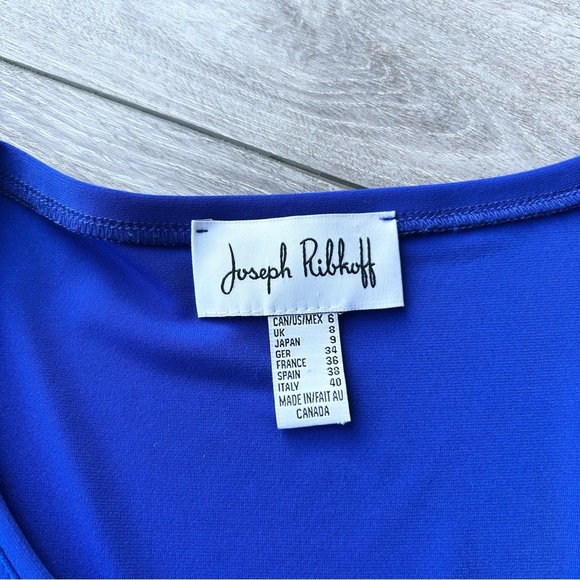 Joseph Ribkoff
CAN/US/MEX 6
UK 8
JAPAN 9
GER 34
FRANCE 36
SPAIN 38
ITALY 40
MADE IN/FAIT AU
CANADA